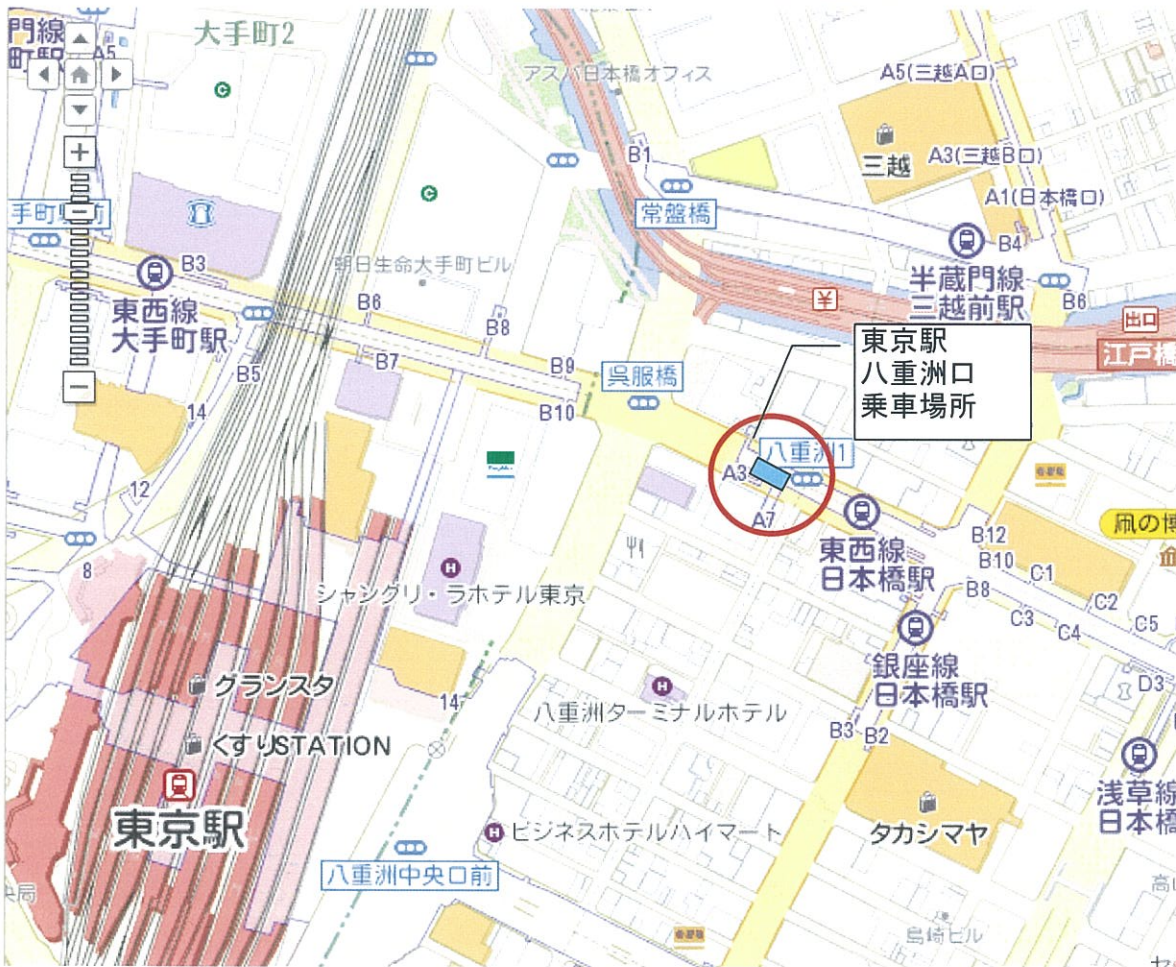 門線
町駅
A5
大手町2
アスパ日本橋オフィス
A5(三越A口)
B1
三越
A3(三越B口)
A1(日本橋口)
手町駅前
常盤橋
B4
B3
東西線
大手町駅
朝日生命大手町ビル
半蔵門線
三越前駅
B6
B6
¥
出口
江戸橋
B8
B7
B5
B9
B10
呉服橋
東京駅
八重洲口
乗車場所
14
八重洲1
A3
A7
12
8
東西線
日本橋駅
B12
B10
B8
C1
C2
C3
C4
C5
凧の博
シャングリ・ラホテル東京
銀座線
日本橋駅
D3
グランスタ
14
八重洲ターミナルホテル
B3
B2
くすりSTATION
東京駅
浅草線
日本橋
ビジネスホテルハイマート
タカシマヤ
八重洲中央口前
央局
高
島崎ビル